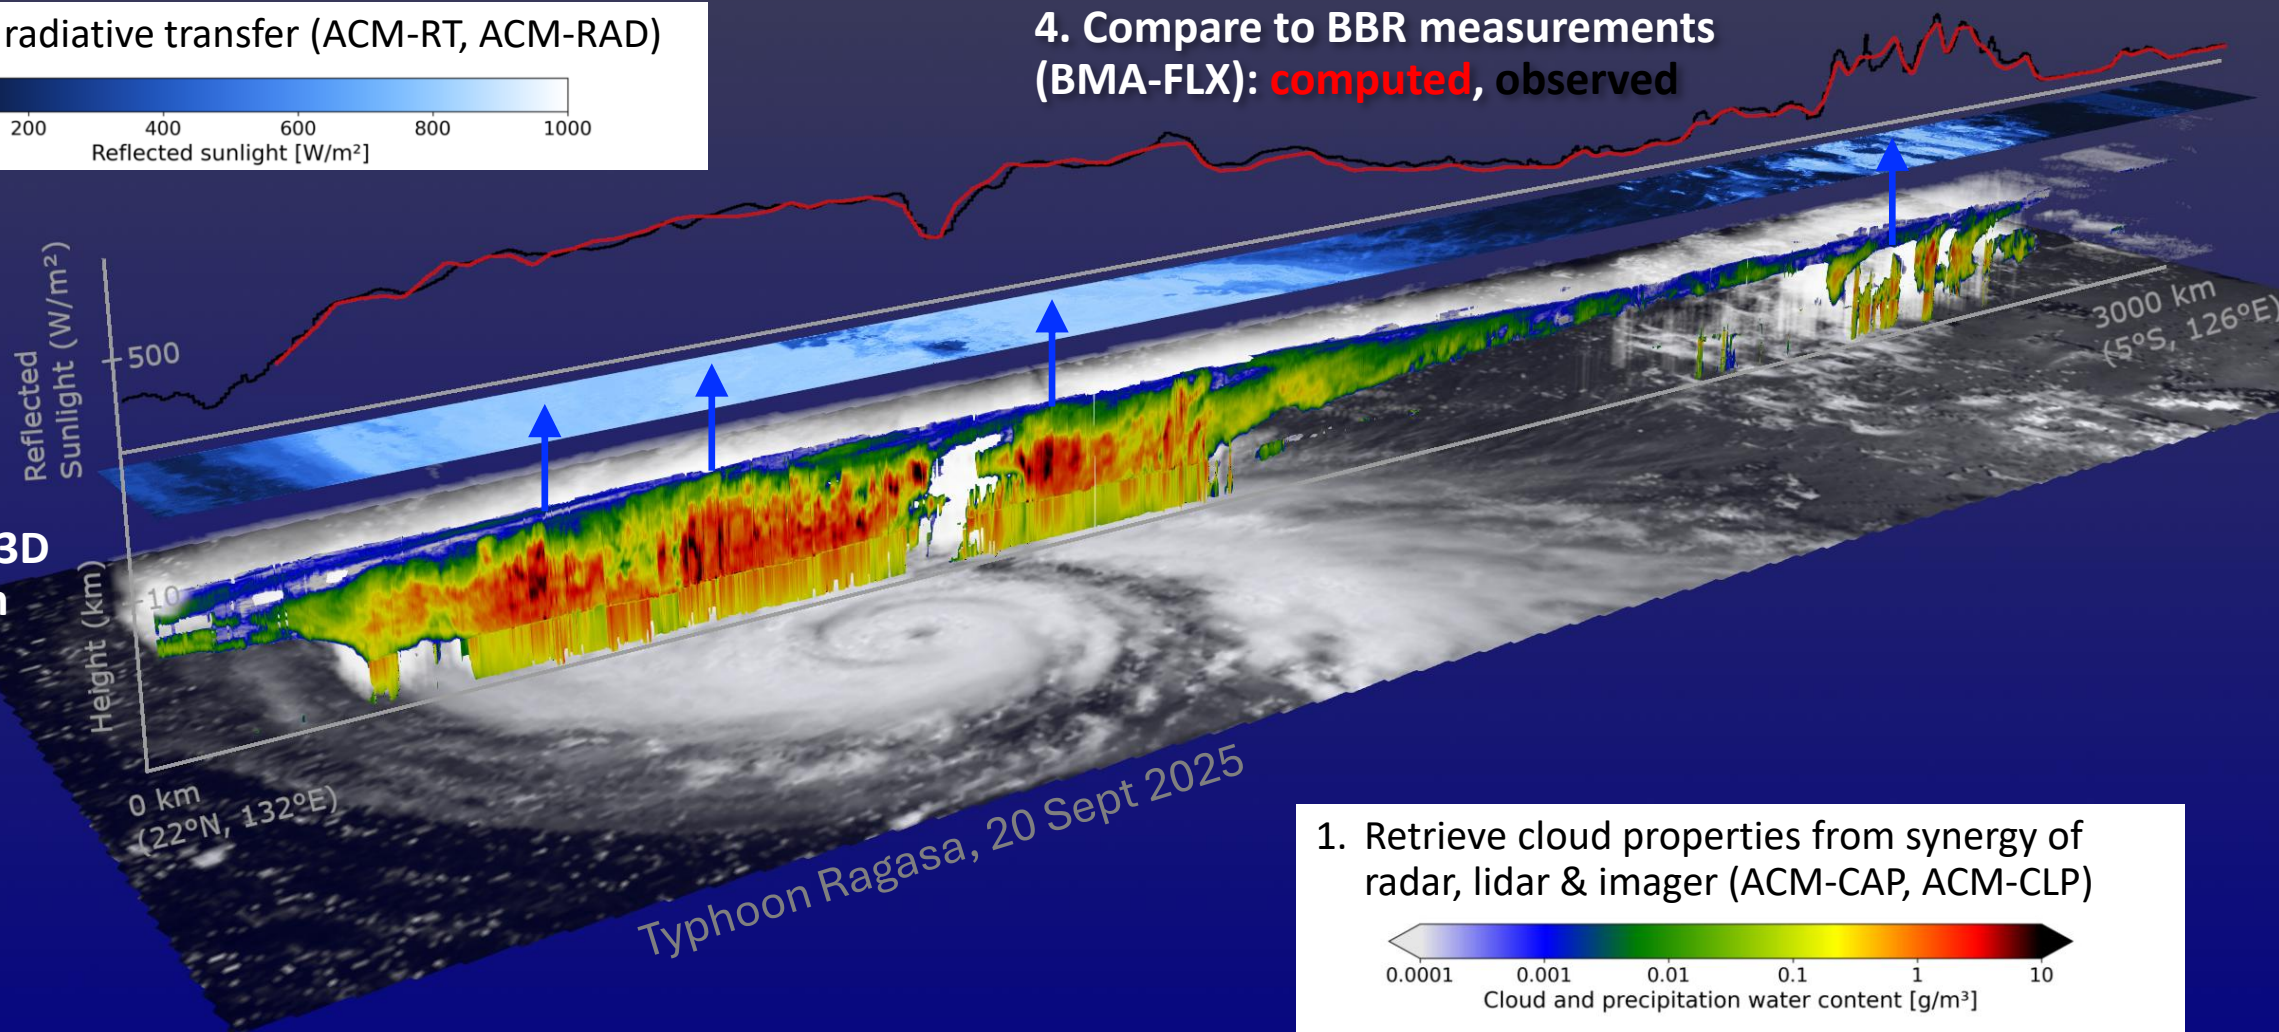 radiative transfer (ACM-RT, ACM-RAD)
200 400 600 800 1000
Reflected sunlight [W/m²]
4. Compare to BBR measurements
(BMA-FLX): computed, observed
Reflected
Sunlight (W/m²)
500
3D
Height (km)
10
0 km
(22°N, 132°E)
3000 km
(5°S, 126°E)
Typhoon Ragasa, 20 Sept 2025
1. Retrieve cloud properties from synergy of
radar, lidar & imager (ACM-CAP, ACM-CLP)
0.0001 0.001 0.01 0.1 1 10
Cloud and precipitation water content [g/m³]